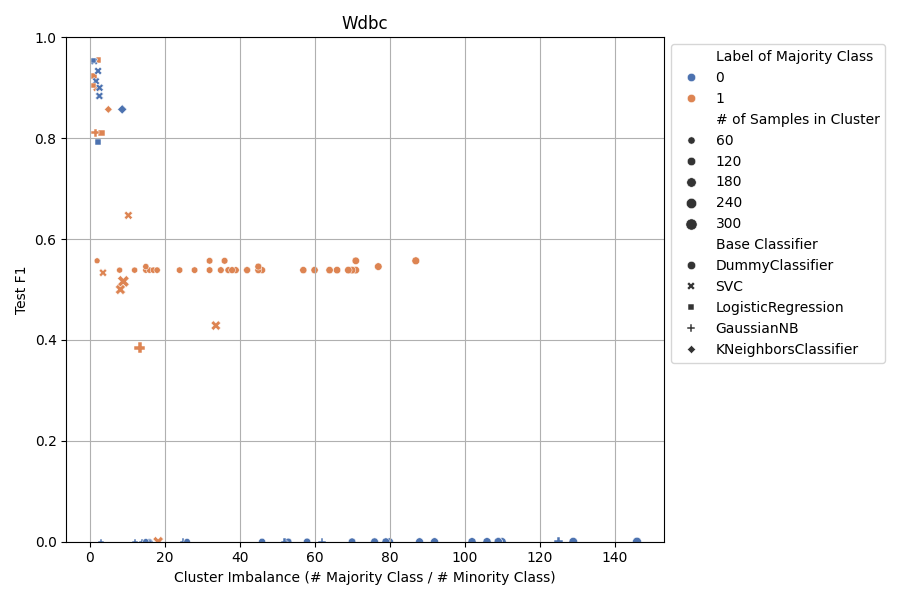 Wdbc
1.0
0.8
0.6
0.4
0.2
0.0
Test F1
0 20 40 60 80 100 120 140
Cluster Imbalance (# Majority Class / # Minority Class)
Label of Majority Class
0
1
# of Samples in Cluster
60
120
180
240
300
Base Classifier
DummyClassifier
SVC
LogisticRegression
GaussianNB
KNeighborsClassifier